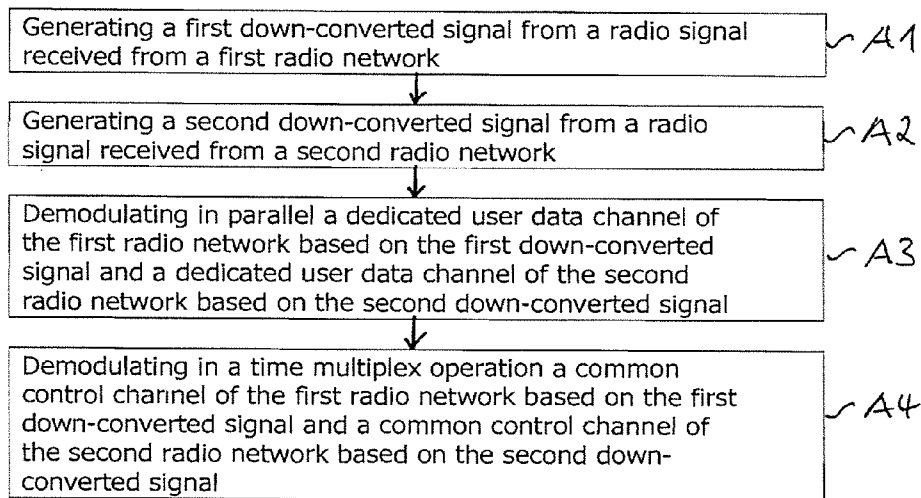 Generating a first down-converted signal from a radio signal
received from a first radio network
A1
Generating a second down-converted signal from a radio
signal received from a second radio network
A2
Demodulating in parallel a dedicated user data channel of
the first radio network based on the first down-converted
signal and a dedicated user data channel of the second
radio network based on the second down-converted signal
A3
Demodulating in a time multiplex operation a common
control channel of the first radio network based on the first
down-converted signal and a common control channel of
the second radio network based on the second down-
converted signal
A4